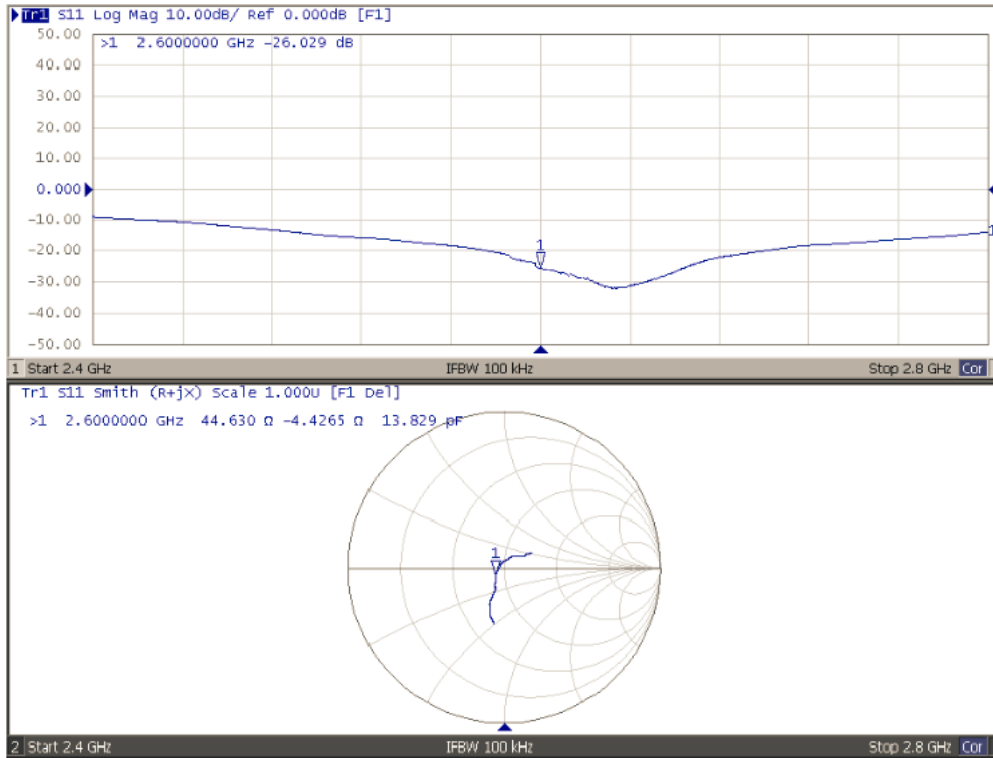 Tr1 S11 Log Mag 10.00dB/ Ref 0.000dB [F1]
50.00
>1 2.6000000 GHz -26.029 dB
40.00
30.00
20.00
10.00
0.000
-10.00
1
-20.00
1
-30.00
-40.00
-50.00
1 Start 2.4 GHz IFBW 100 kHz Stop 2.8 GHz Cor
Tr1 S11 Smith (R+jX) Scale 1.000U [F1 Del]
>1 2.6000000 GHz 44.630 Ω -4.4265 Ω 13.829 pF
1
2 Start 2.4 GHz IFBW 100 kHz Stop 2.8 GHz Cor